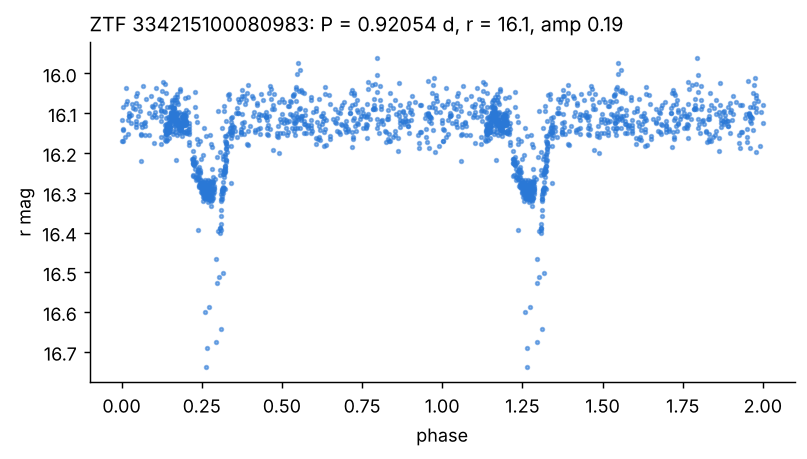 ZTF 334215100080983: P = 0.92054 d, r = 16.1, amp 0.19
16.0
16.1
16.2
16.3
16.4
16.5
16.6
16.7
r mag
0.00 0.25 0.50 0.75 1.00 1.25 1.50 1.75 2.00
phase